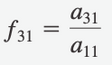 f₃₁ = a₃₁ / a₁₁